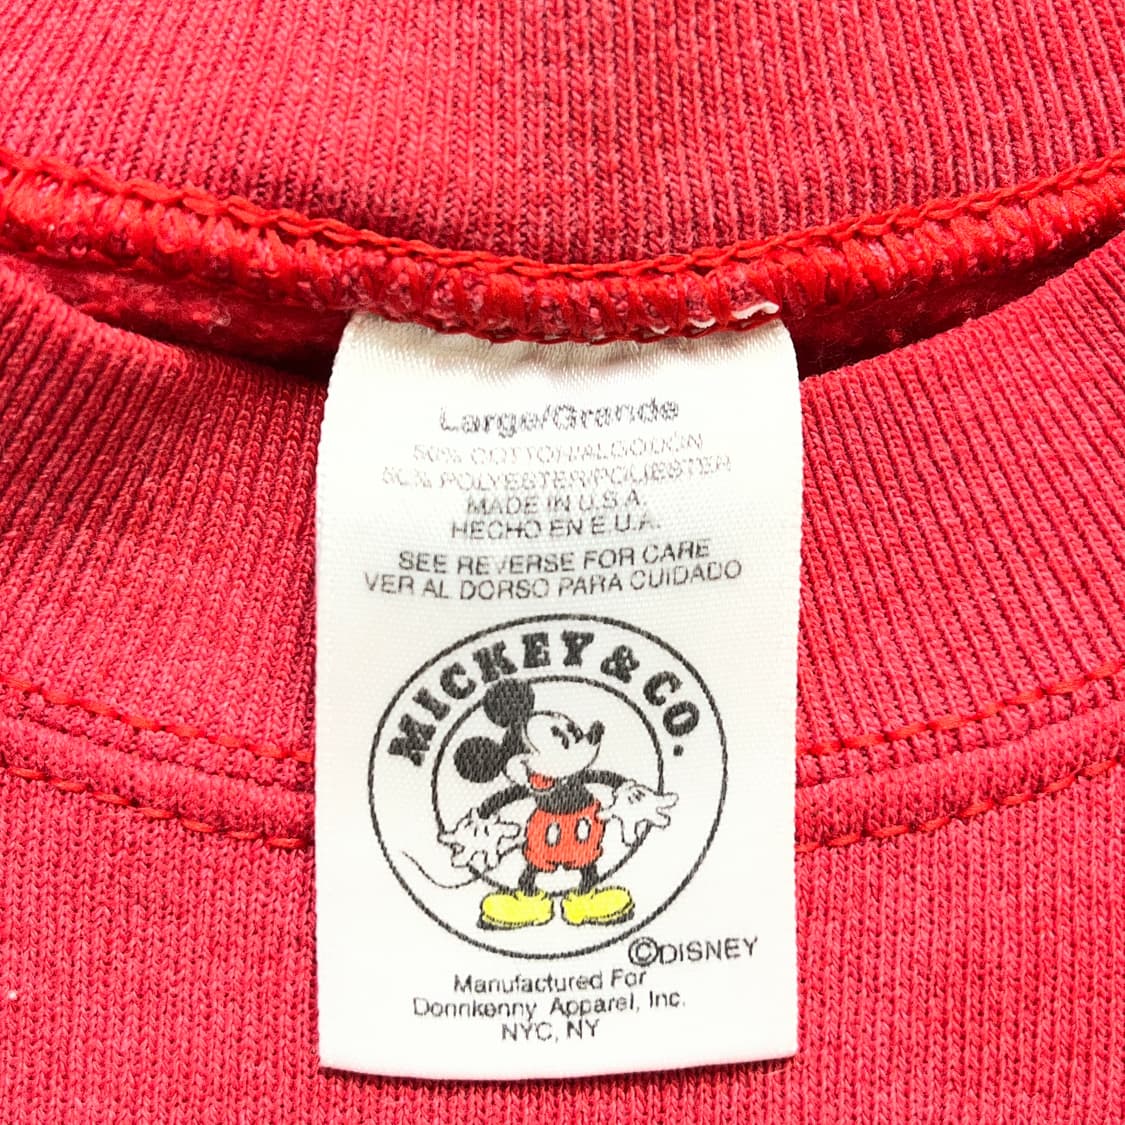 Large/Grande
50% COTTON/ALGODÓN
50% POLYESTER/POLIESTER
MADE IN U.S.A.
HECHO EN E.U.A.
SEE REVERSE FOR CARE
VER AL DORSO PARA CUIDADO
MICKEY & CO.
©DISNEY
Manufactured For
Donnkenny Apparel, Inc.
NYC, NY